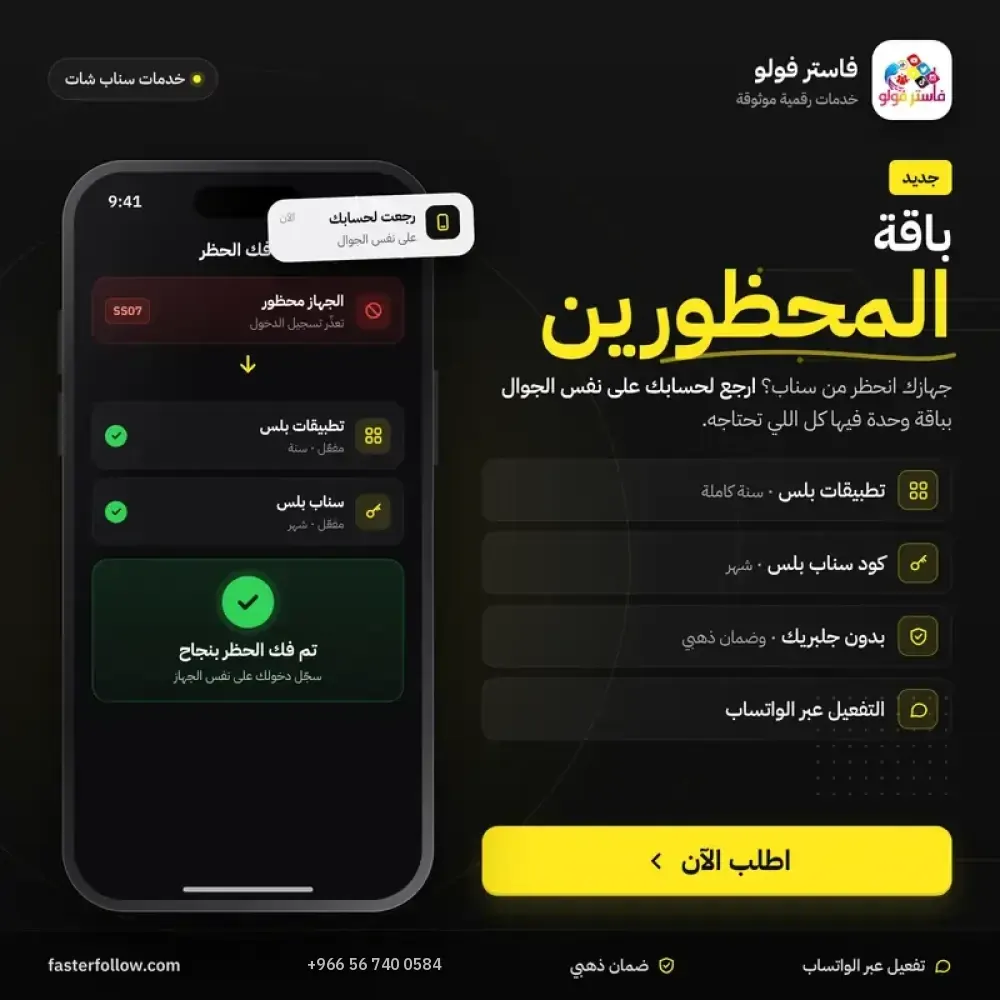 فاستر فولو
فاستر فولو
خدمات رقمية موثوقة
خدمات سناب شات
جديد
باقة
المحظورين
جهازك انحظر من سناب؟ ارجع لحسابك على نفس الجوال
بباقة وحدة فيها كل اللي تحتاجه.
تطبيقات بلس · سنة كاملة
كود سناب بلس · شهر
بدون جلبريك · وضمان ذهبي
التفعيل عبر الواتساب
اطلب الآن
9:41
رجعت لحسابك
الآن
على نفس الجوال
فك الحظر
الجهاز محظور
تعذّر تسجيل الدخول
SS07
تطبيقات بلس
مفعّل · سنة
سناب بلس
مفعّل · شهر
تم فك الحظر بنجاح
سجّل دخولك على نفس الجهاز
تفعيل عبر الواتساب
ضمان ذهبي
+966 56 740 0584
fasterfollow.com